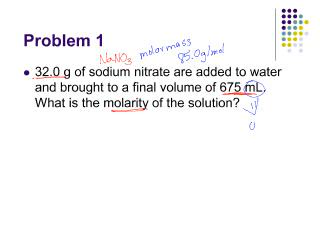 Problem 1
NaNO₃ molar mass 85.0g/mol
32.0 g of sodium nitrate are added to water
and brought to a final volume of 675 mL.
What is the molarity of the solution?